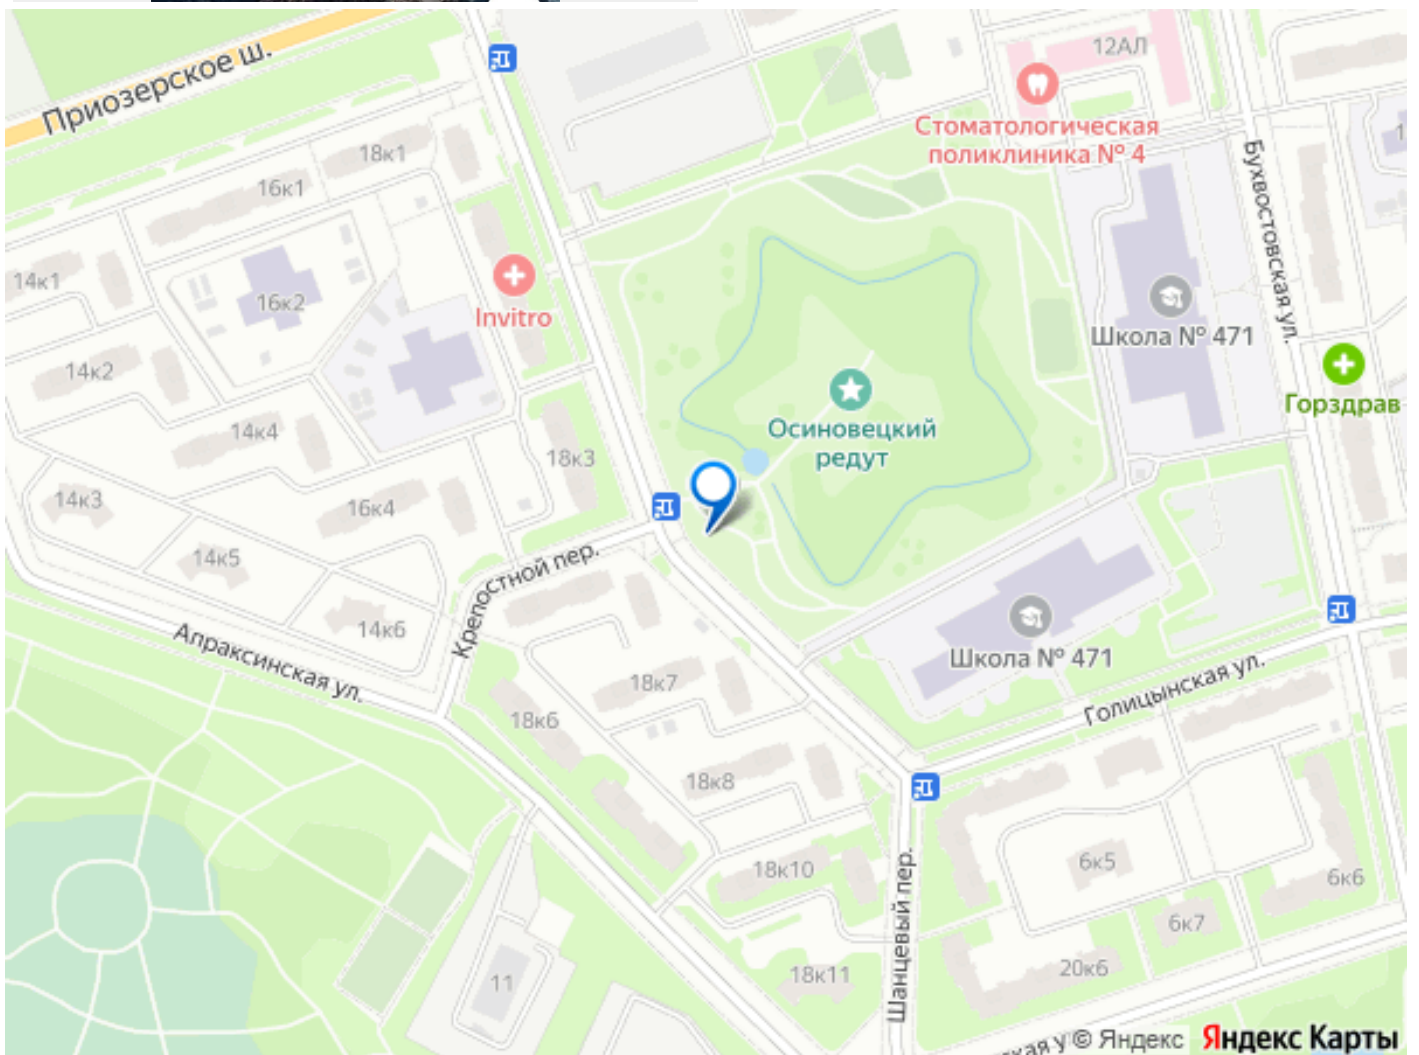 Приозерское ш.
12АЛ
Стоматологическая
поликлиника № 4
Бухвостовская ул.
18к1
16к1
14к1
16к2
Invitro
Школа № 471
14к2
Горздрав
Осиновецкий
редут
14к4
18к3
14к3
16к4
14к5
Крепостной пер.
14к6
Апраксинская ул.
Школа № 471
18к7
Голицынская ул.
18к6
18к8
18к10
6к5
6к6
Шанцевый пер.
6к7
11
18к11
20к6
© Яндекс
Яндекс Карты